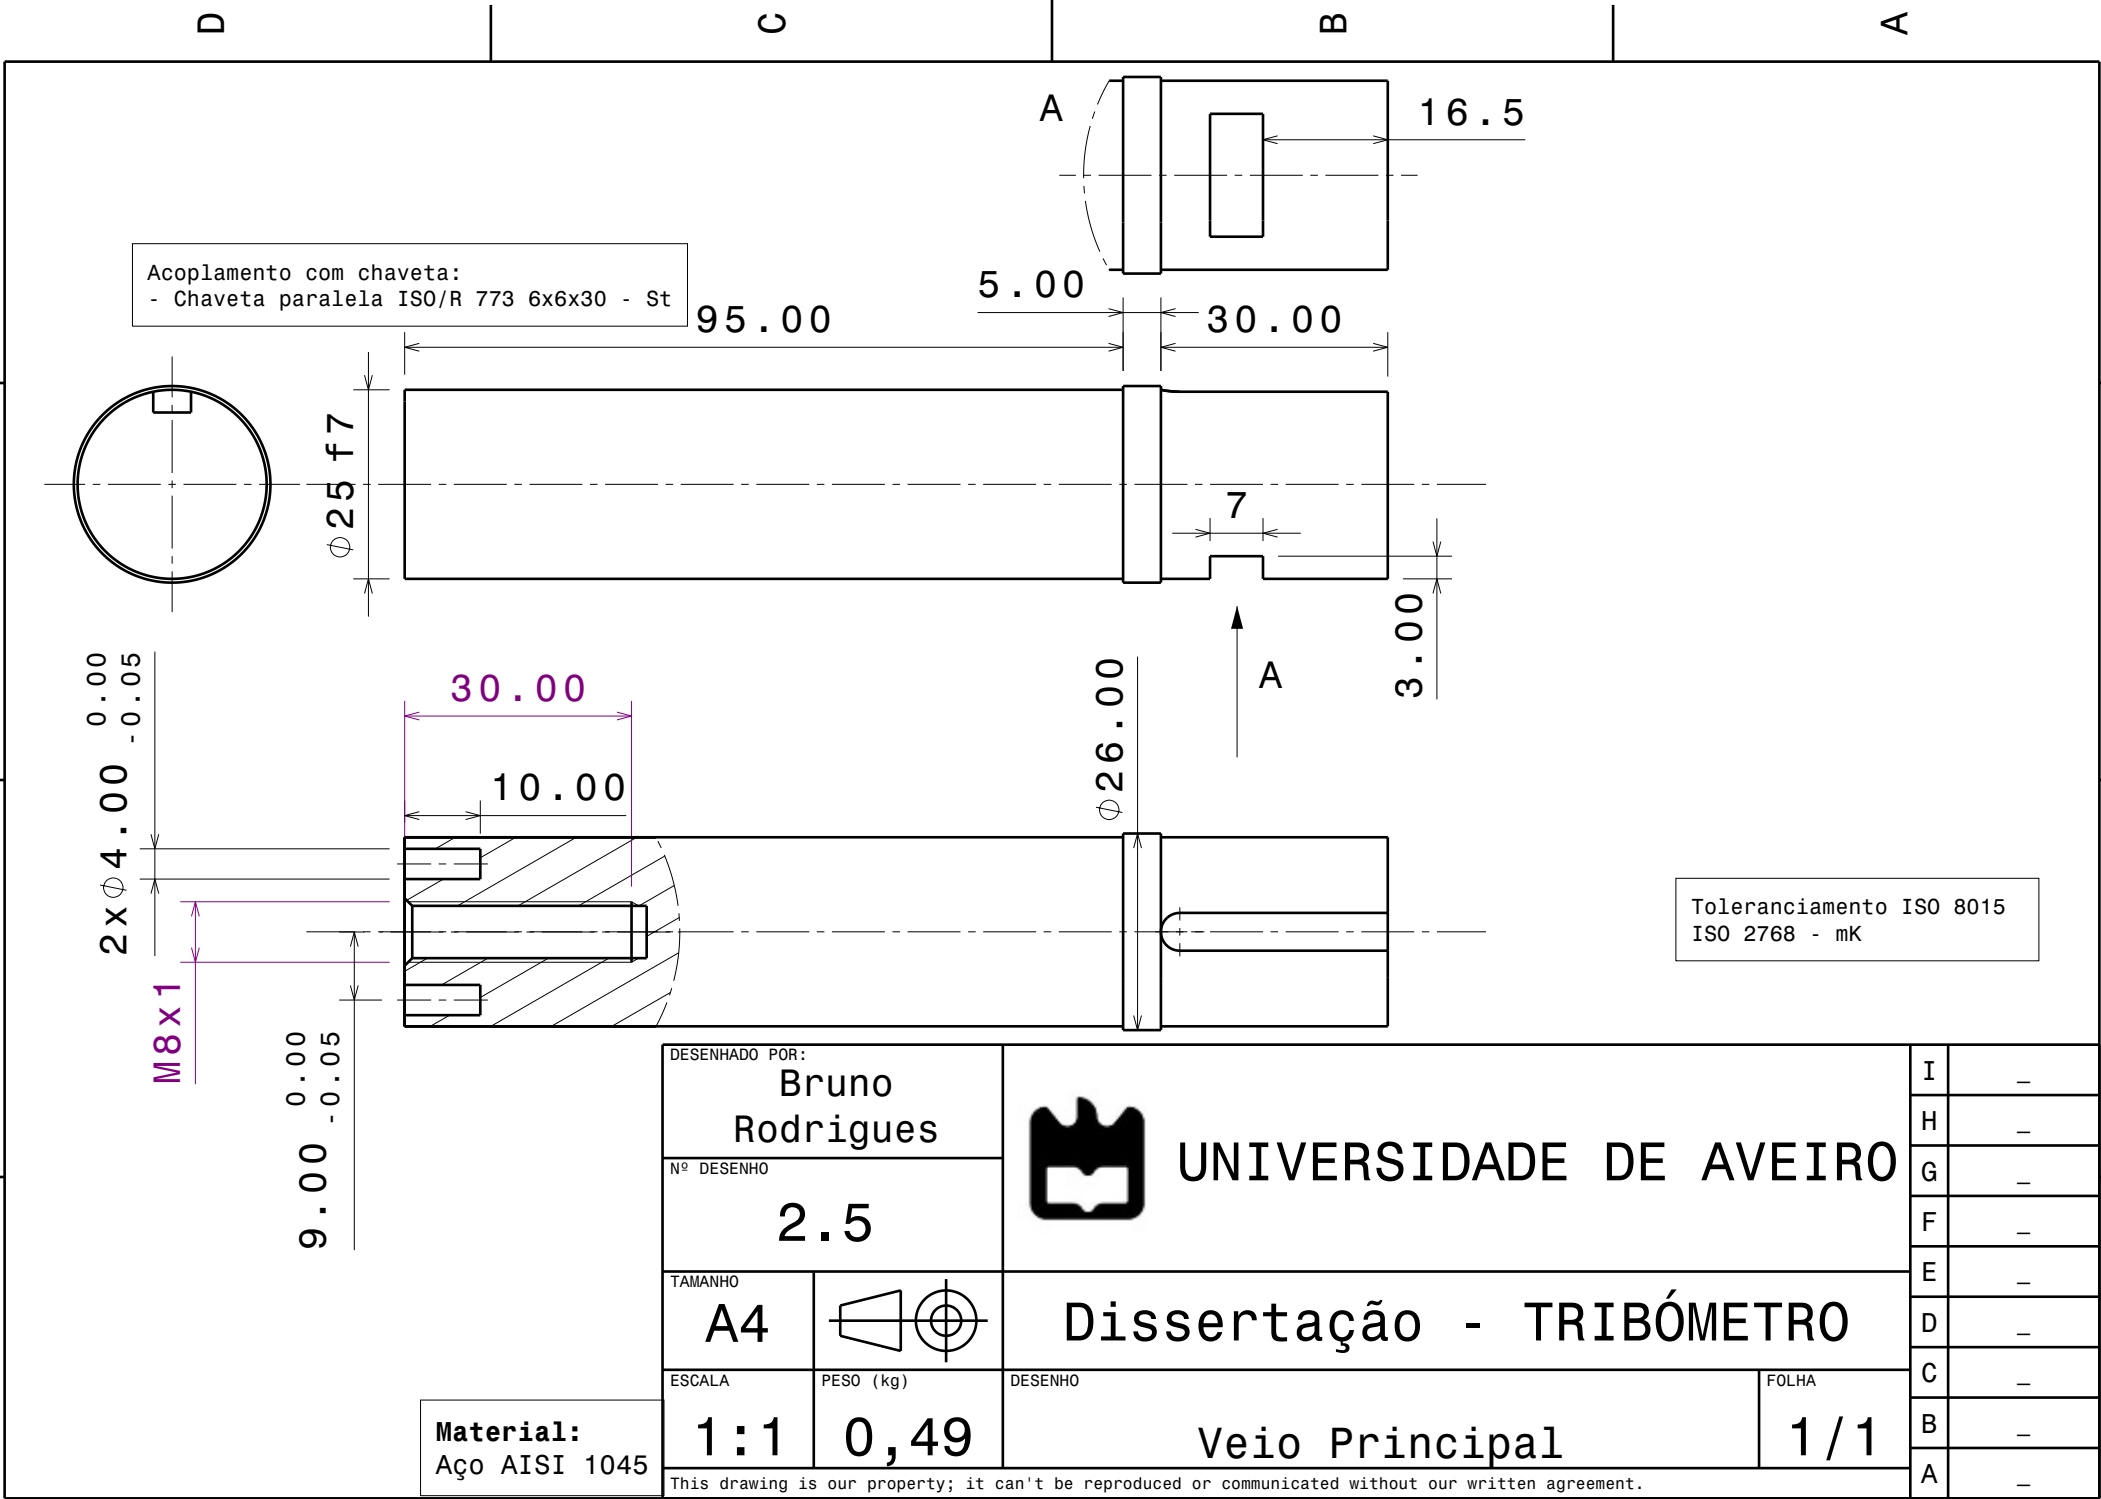 D C B A
A
16.5
Acoplamento com chaveta:
- Chaveta paralela ISO/R 773 6x6x30 - St
5.00
95.00
30.00
⌀25 f7
7
3.00
A
2x⌀4.00 0.00 -0.05
30.00
10.00
⌀26.00
M8x1
9.00 0.00 -0.05
Toleranciamento ISO 8015
ISO 2768 - mK
DESENHADO POR:
Bruno
Rodrigues
Nº DESENHO
2.5
UNIVERSIDADE DE AVEIRO
TAMANHO
A4
Dissertação - TRIBÓMETRO
ESCALA
1:1
PESO (kg)
0,49
DESENHO
Veio Principal
FOLHA
1/1
This drawing is our property; it can't be reproduced or communicated without our written agreement.
I _
H _
G _
F _
E _
D _
C _
B _
A _
Material:
Aço AISI 1045